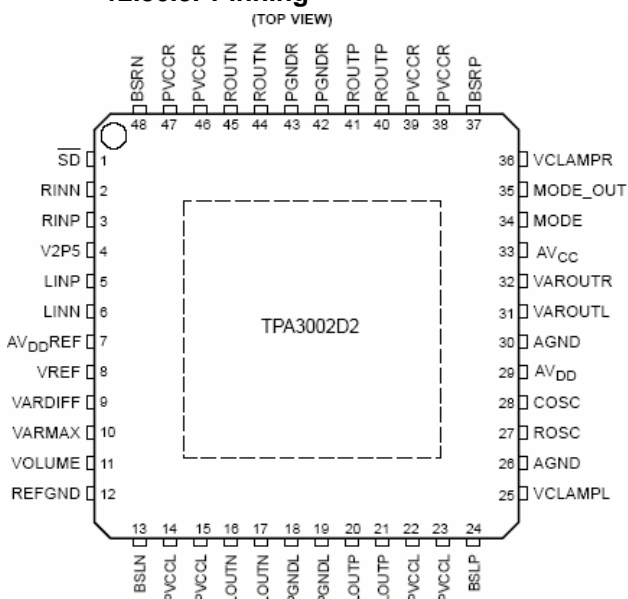 (TOP VIEW)
BSRN PVCCR PVCCR ROUTN ROUTN PGNDR PGNDR ROUTP ROUTP PVCCR PVCCR BSRP
48 47 46 45 44 43 42 41 40 39 38 37
SD 1 36 VCLAMPR
RINN 2 35 MODE_OUT
RINP 3 34 MODE
V2P5 4 33 AVCC
LINP 5 32 VAROUTR
LINN 6 31 VAROUTL
AVDDREF 7 30 AGND
VREF 8 29 AVDD
VARDIFF 9 28 COSC
VARMAX 10 27 ROSC
VOLUME 11 26 AGND
REFGND 12 25 VCLAMPL
TPA3002D2
13 14 15 16 17 18 19 20 21 22 23 24
BSLN PVCCL PVCCL LOUTN LOUTN PGNDL PGNDL LOUTP LOUTP PVCCL PVCCL BSLP